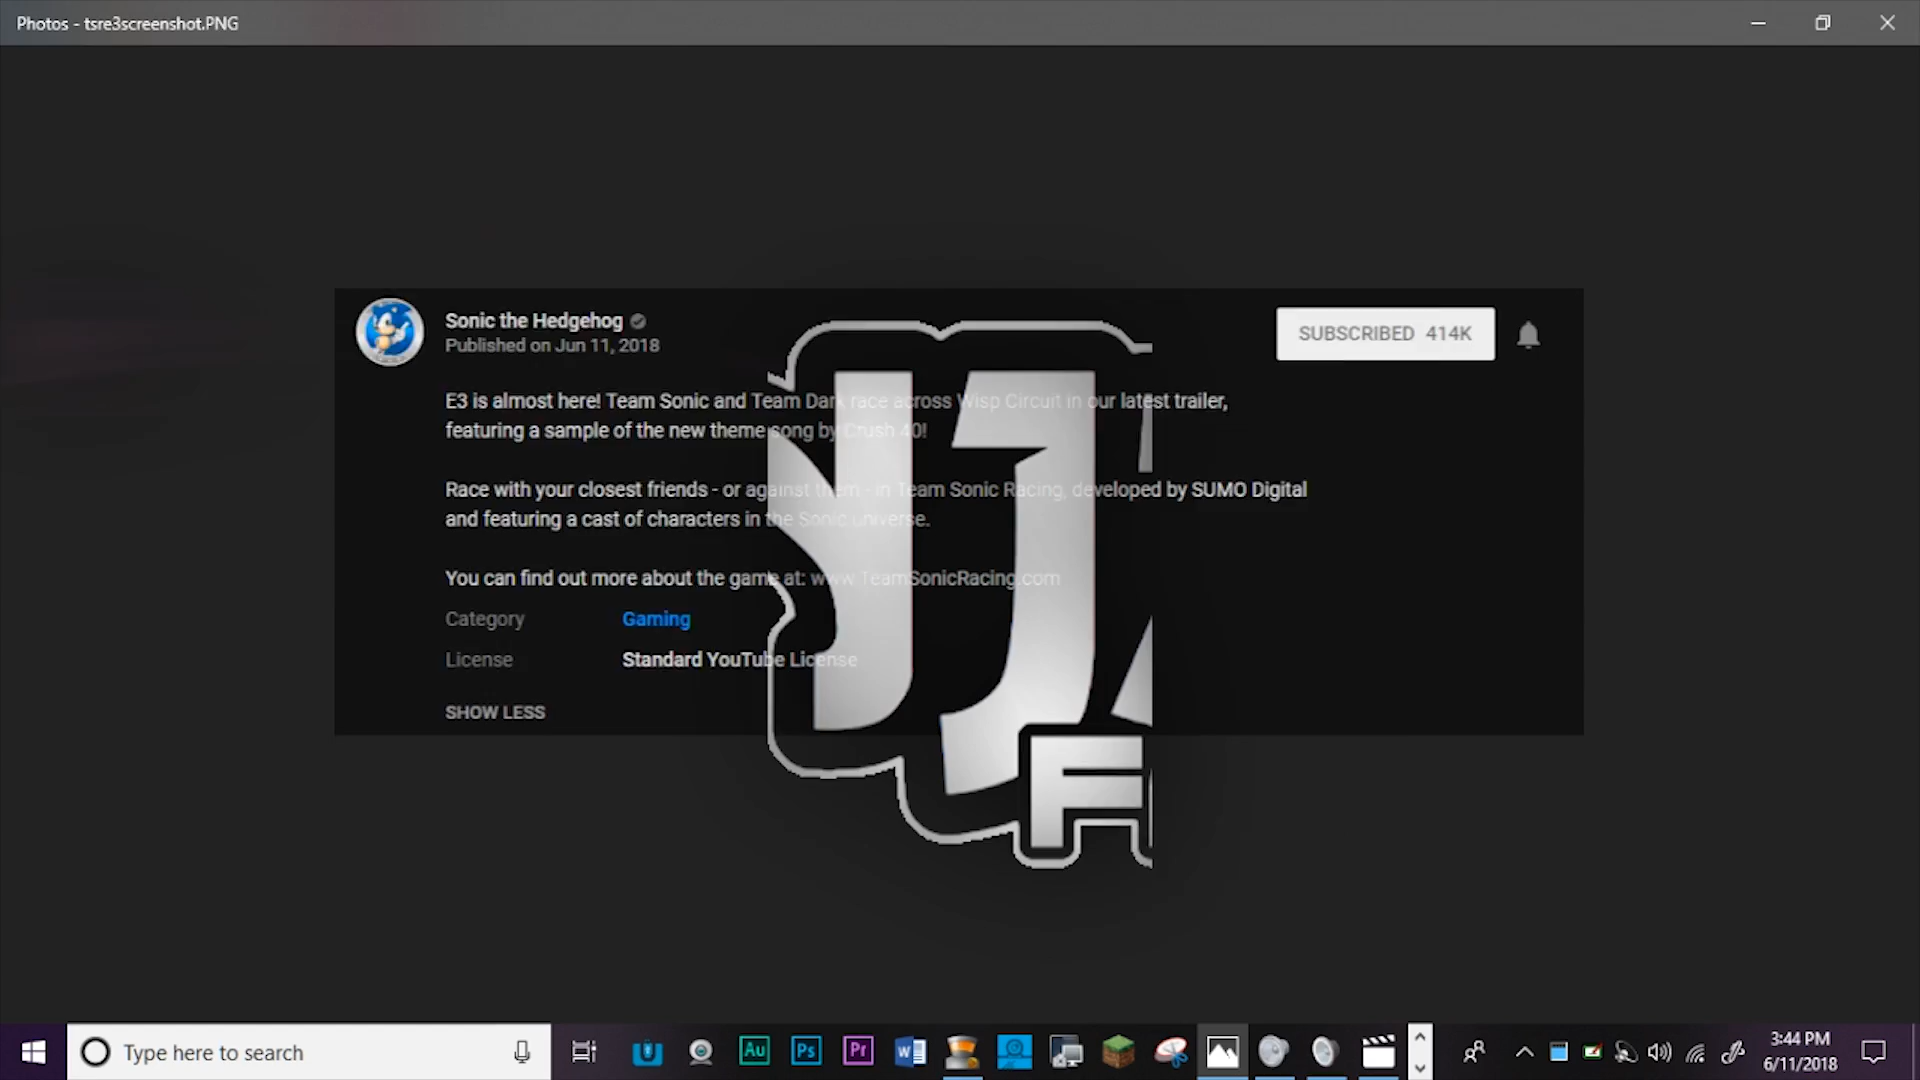 Photos - tsre3screenshot.PNG
Sonic the Hedgehog
Published on Jun 11, 2018
SUBSCRIBED 414K
E3 is almost here! Team Sonic and Team Dark race across Wisp Circuit in our latest trailer,
featuring a sample of the new theme song by Crush 40!
Race with your closest friends - or against them - in Team Sonic Racing, developed by SUMO Digital
and featuring a cast of characters in the Sonic universe.
You can find out more about the game at: www.TeamSonicRacing.com
Category Gaming
License Standard YouTube License
SHOW LESS
Type here to search
Au
Ps
Pr
W
3:44 PM
6/11/2018